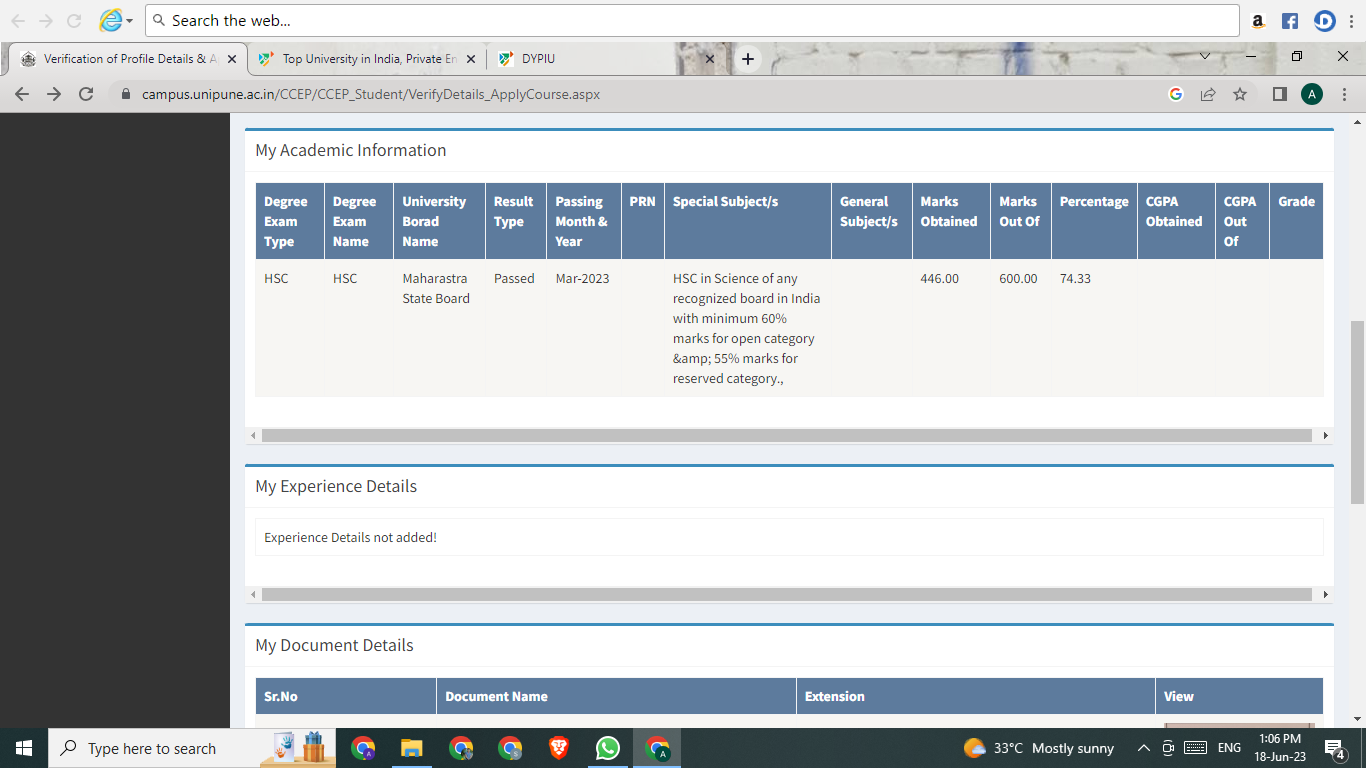 Search the web...
Verification of Profile Details & A
Top University in India, Private En
DYPIU
campus.unipune.ac.in/CCEP/CCEP_Student/VerifyDetails_ApplyCourse.aspx
A
My Academic Information
Degree Exam Type
Degree Exam Name
University Borad Name
Result Type
Passing Month & Year
PRN
Special Subject/s
General Subject/s
Marks Obtained
Marks Out Of
Percentage
CGPA Obtained
CGPA Out Of
Grade
HSC
HSC
Maharastra State Board
Passed
Mar-2023
HSC in Science of any
recognized board in India
with minimum 60%
marks for open category
&amp; 55% marks for
reserved category.,
446.00
600.00
74.33
My Experience Details
Experience Details not added!
My Document Details
Sr.No
Document Name
Extension
View
Type here to search
33°C Mostly sunny
ENG
1:06 PM
18-Jun-23
4